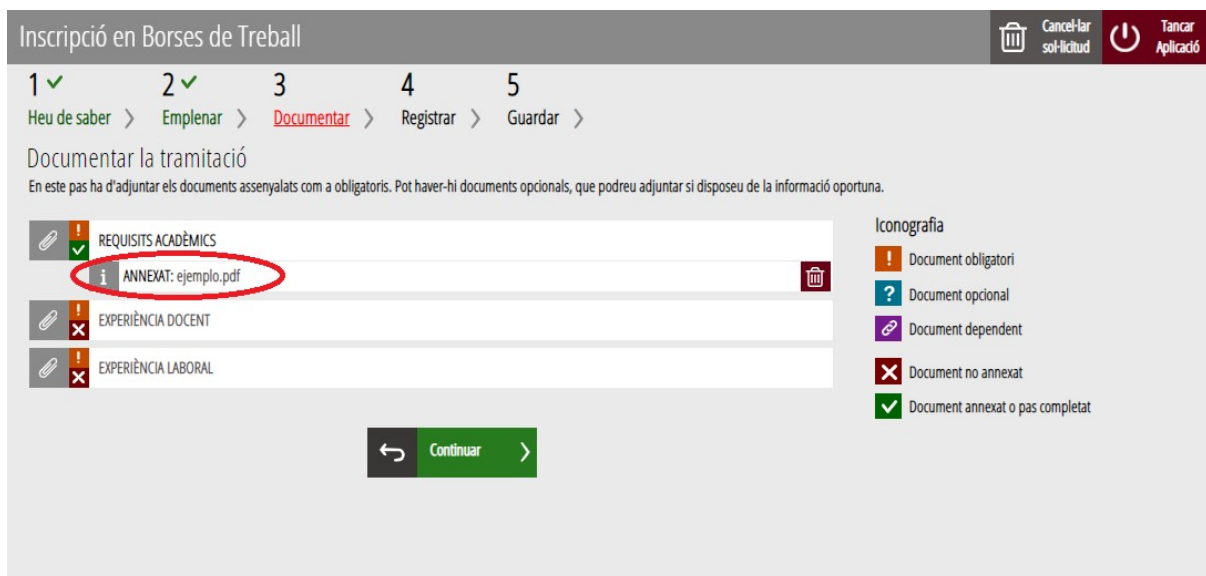 Inscripció en Borses de Treball
Cancel·lar
sol·licitud
Tancar
Aplicació
1
2
3
4
5
Heu de saber
Emplenar
Documentar
Registrar
Guardar
Documentar la tramitació
En este pas ha d'adjuntar els documents assenyalats com a obligatoris. Pot haver-hi documents opcionals, que podreu adjuntar si disposeu de la informació oportuna.
! REQUISITS ACADÈMICS
i ANNEXAT: ejemplo.pdf
! EXPERIÈNCIA DOCENT
! EXPERIÈNCIA LABORAL
Continuar
Iconografia
! Document obligatori
? Document opcional
Document dependent
Document no annexat
Document annexat o pas completat